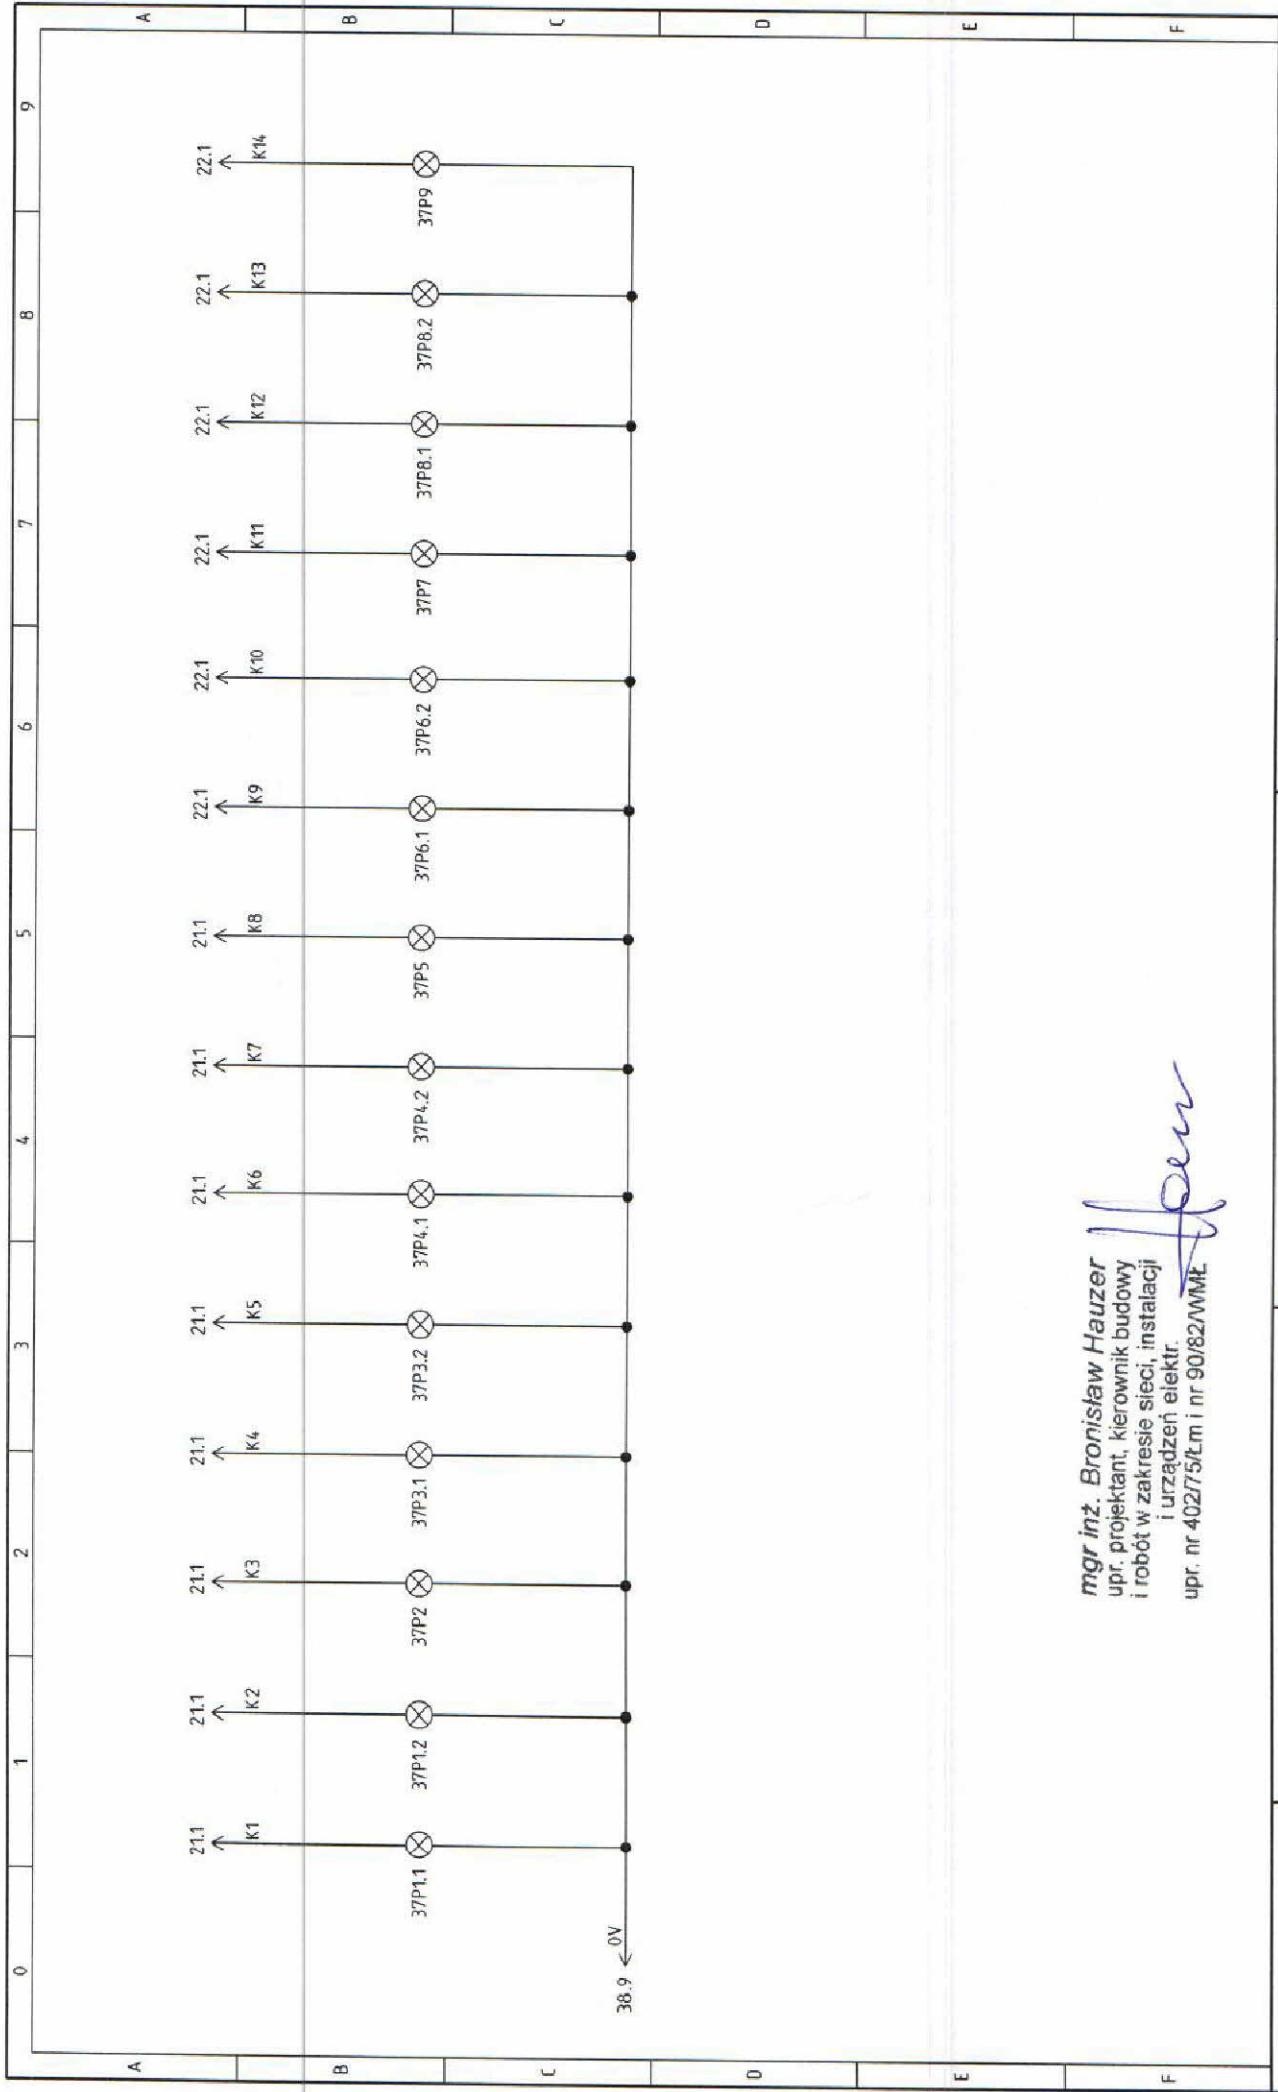 0 1 2 3 4 5 6 7 8 9
A A
B B
C C
D D
E E
F F
21.1 21.1 21.1 21.1 21.1 21.1 21.1 21.1 22.1 22.1 22.1 22.1 22.1 22.1
K1 K2 K3 K4 K5 K6 K7 K8 K9 K10 K11 K12 K13 K14
37P1.1 37P1.2 37P2 37P3.1 37P3.2 37P4.1 37P4.2 37P5 37P6.1 37P6.2 37P7 37P8.1 37P8.2 37P9
38.9 0V
mgr inż. Bronisław Hauzer
upr. projektant, kierownik budowy
i robót w zakresie sieci, instalacji
i urządzeń elektr.
upr. nr 402/75/Łm i nr 90/82/WMŁ